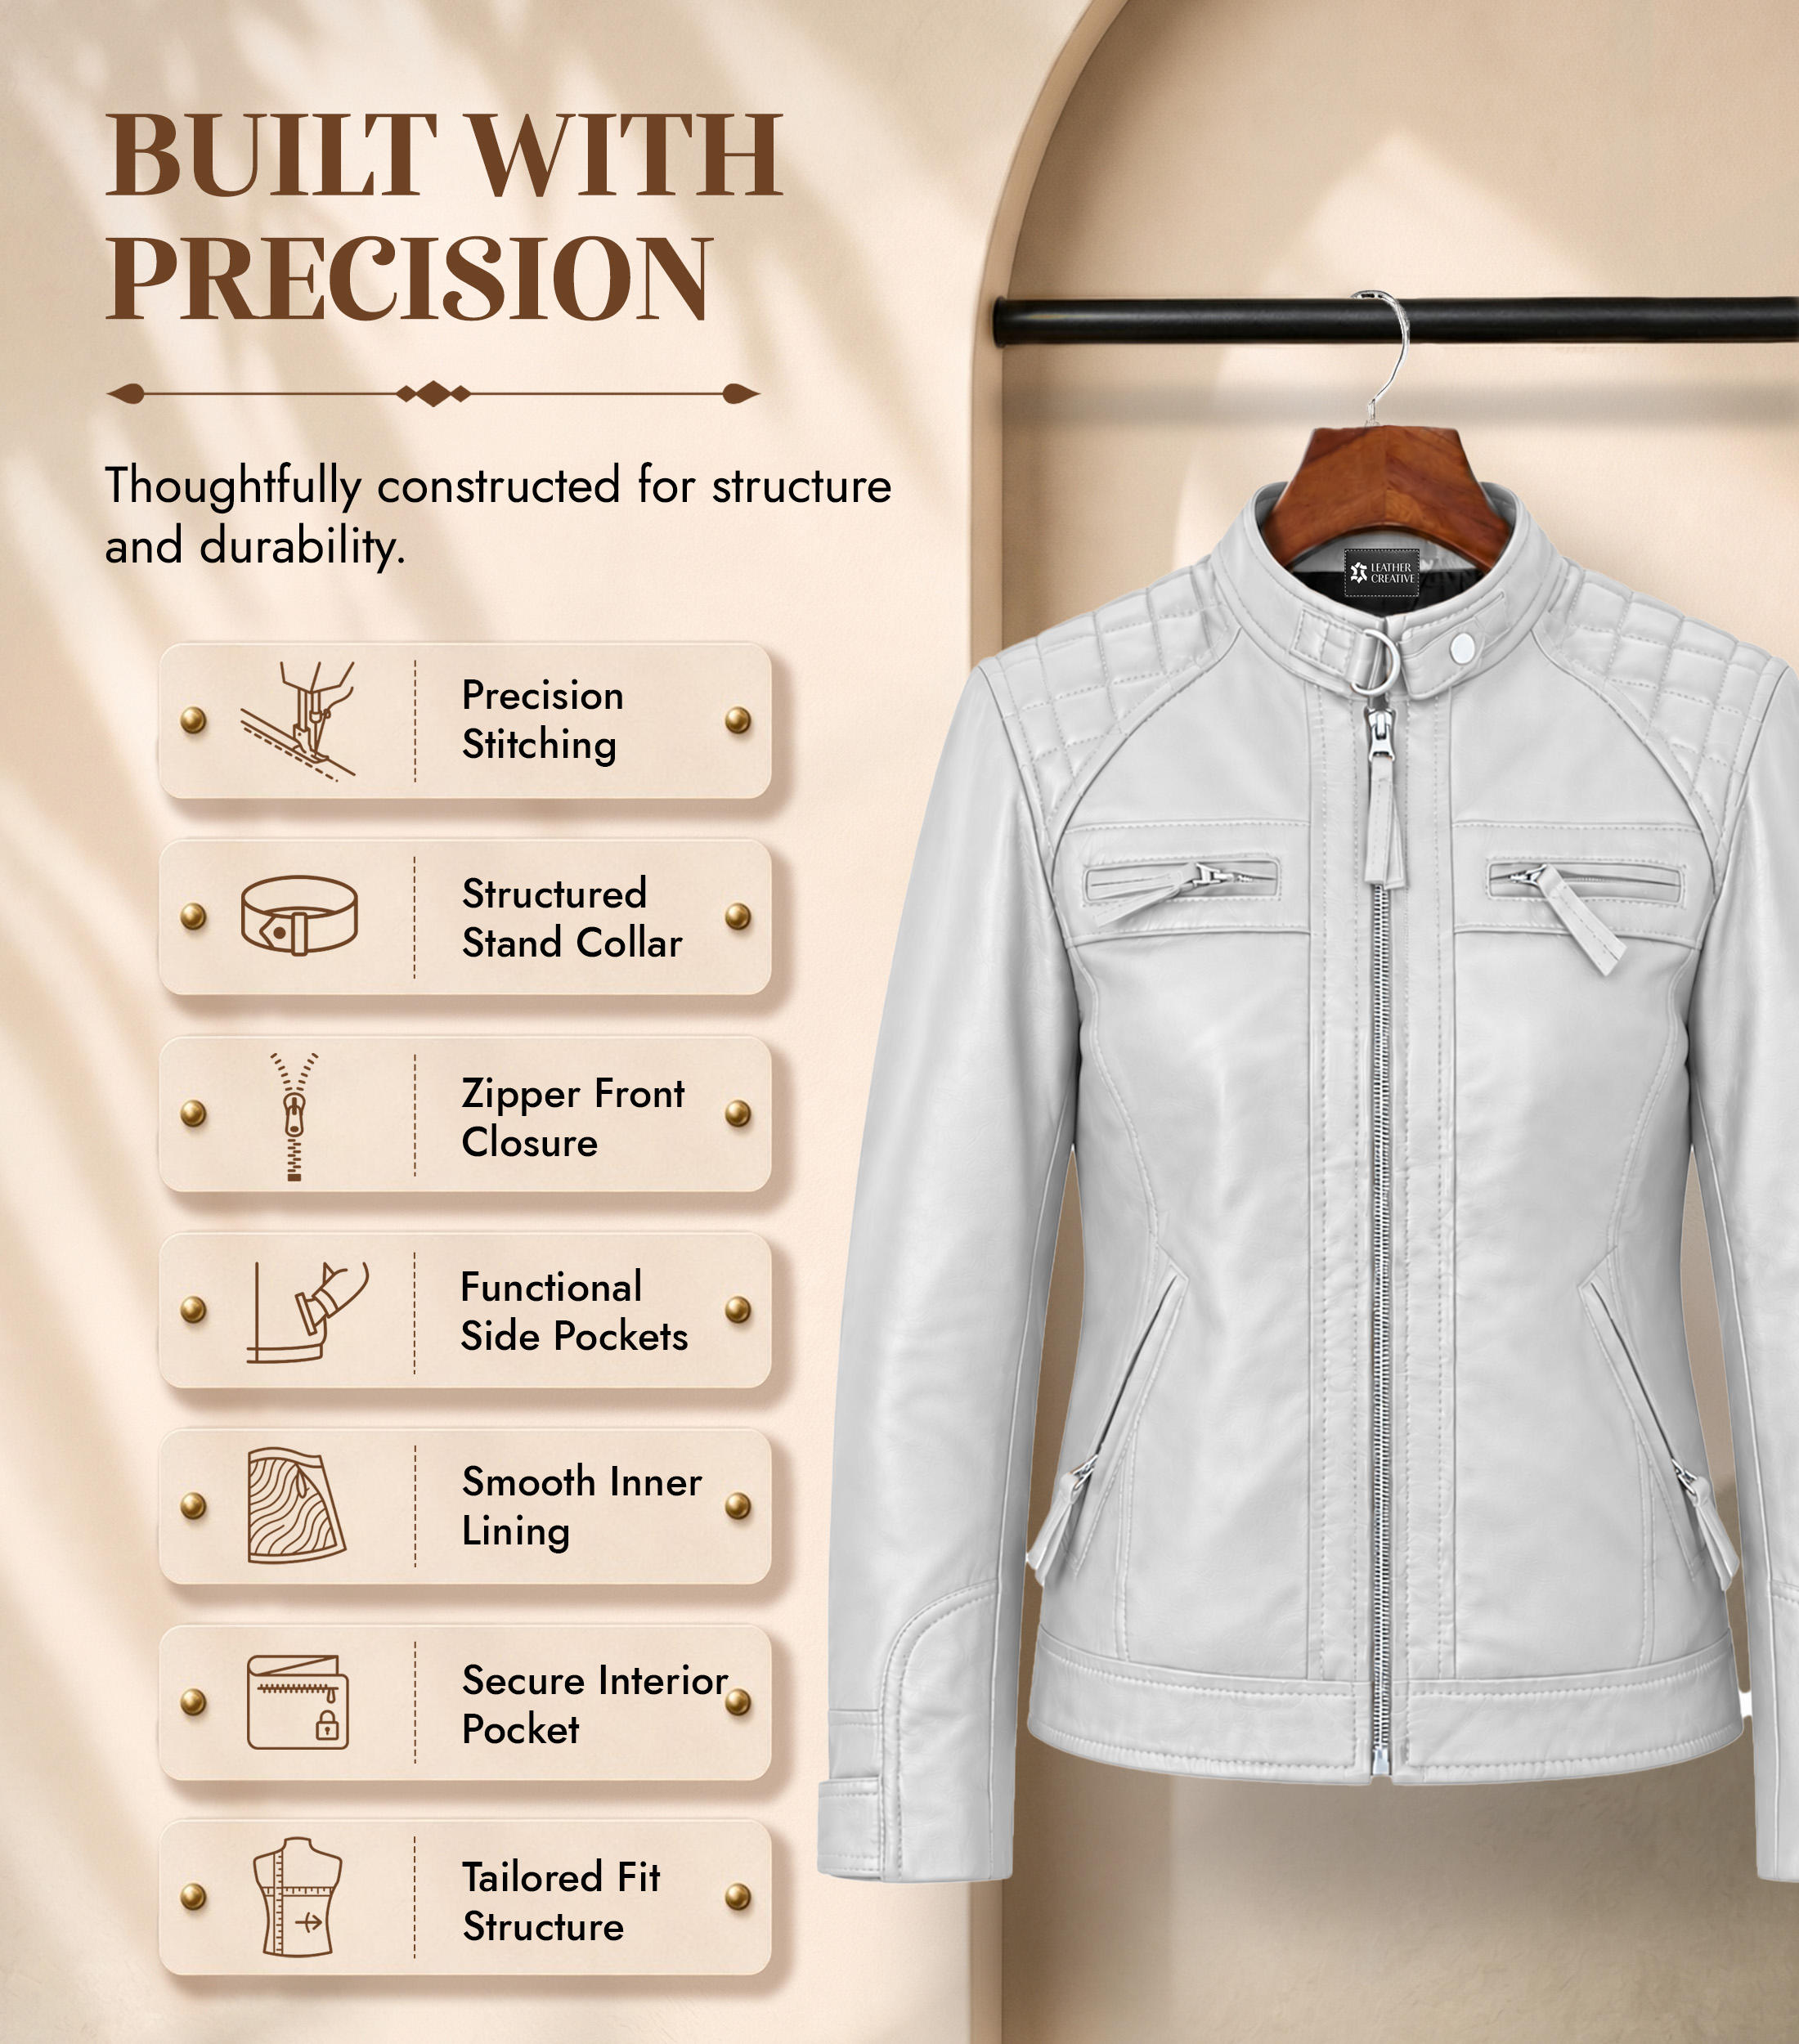 BUILT WITH
PRECISION
Thoughtfully constructed for structure
and durability.
Precision
Stitching
Structured
Stand Collar
Zipper Front
Closure
Functional
Side Pockets
Smooth Inner
Lining
Secure Interior
Pocket
Tailored Fit
Structure
LEATHER
CREATIVE